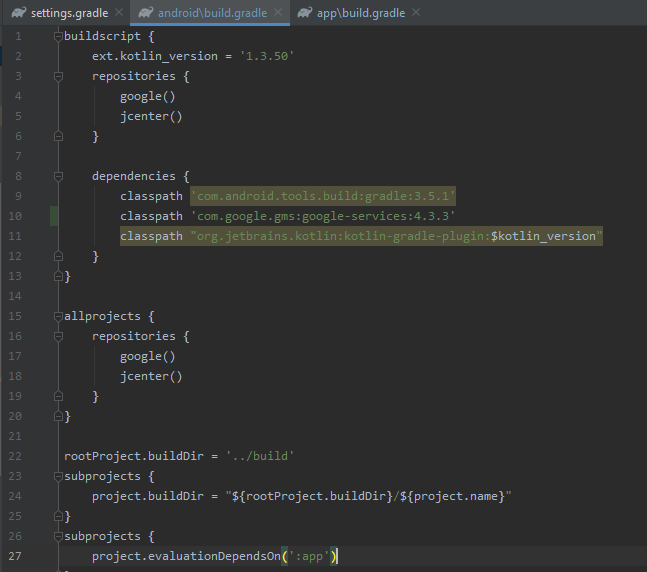 settings.gradle android\build.gradle app\build.gradle
1 buildscript {
2     ext.kotlin_version = '1.3.50'
3     repositories {
4         google()
5         jcenter()
6     }
7
8     dependencies {
9         classpath 'com.android.tools.build:gradle:3.5.1'
10         classpath 'com.google.gms:google-services:4.3.3'
11         classpath "org.jetbrains.kotlin:kotlin-gradle-plugin:$kotlin_version"
12     }
13 }
14
15 allprojects {
16     repositories {
17         google()
18         jcenter()
19     }
20 }
21
22 rootProject.buildDir = '../build'
23 subprojects {
24     project.buildDir = "${rootProject.buildDir}/${project.name}"
25 }
26 subprojects {
27     project.evaluationDependsOn(':app')